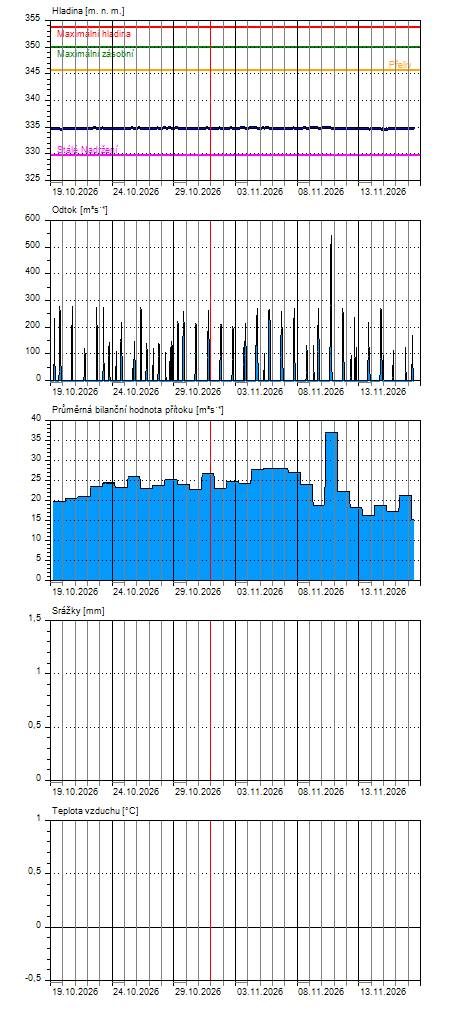 Hladina [m. n. m.]
355
Maximální hladina
350
Maximální zásobní
Přeliv
345
340
335
330
Stálé Nadržení
325
19.10.2026 24.10.2026 29.10.2026 03.11.2026 08.11.2026 13.11.2026
Odtok [m³s⁻¹]
600
500
400
300
200
100
0
19.10.2026 24.10.2026 29.10.2026 03.11.2026 08.11.2026 13.11.2026
Průměrná bilanční hodnota přítoku [m³s⁻¹]
40
35
30
25
20
15
10
5
0
19.10.2026 24.10.2026 29.10.2026 03.11.2026 08.11.2026 13.11.2026
Srážky [mm]
1,5
1
0,5
0
19.10.2026 24.10.2026 29.10.2026 03.11.2026 08.11.2026 13.11.2026
Teplota vzduchu [°C]
1
0,5
0
-0,5
19.10.2026 24.10.2026 29.10.2026 03.11.2026 08.11.2026 13.11.2026